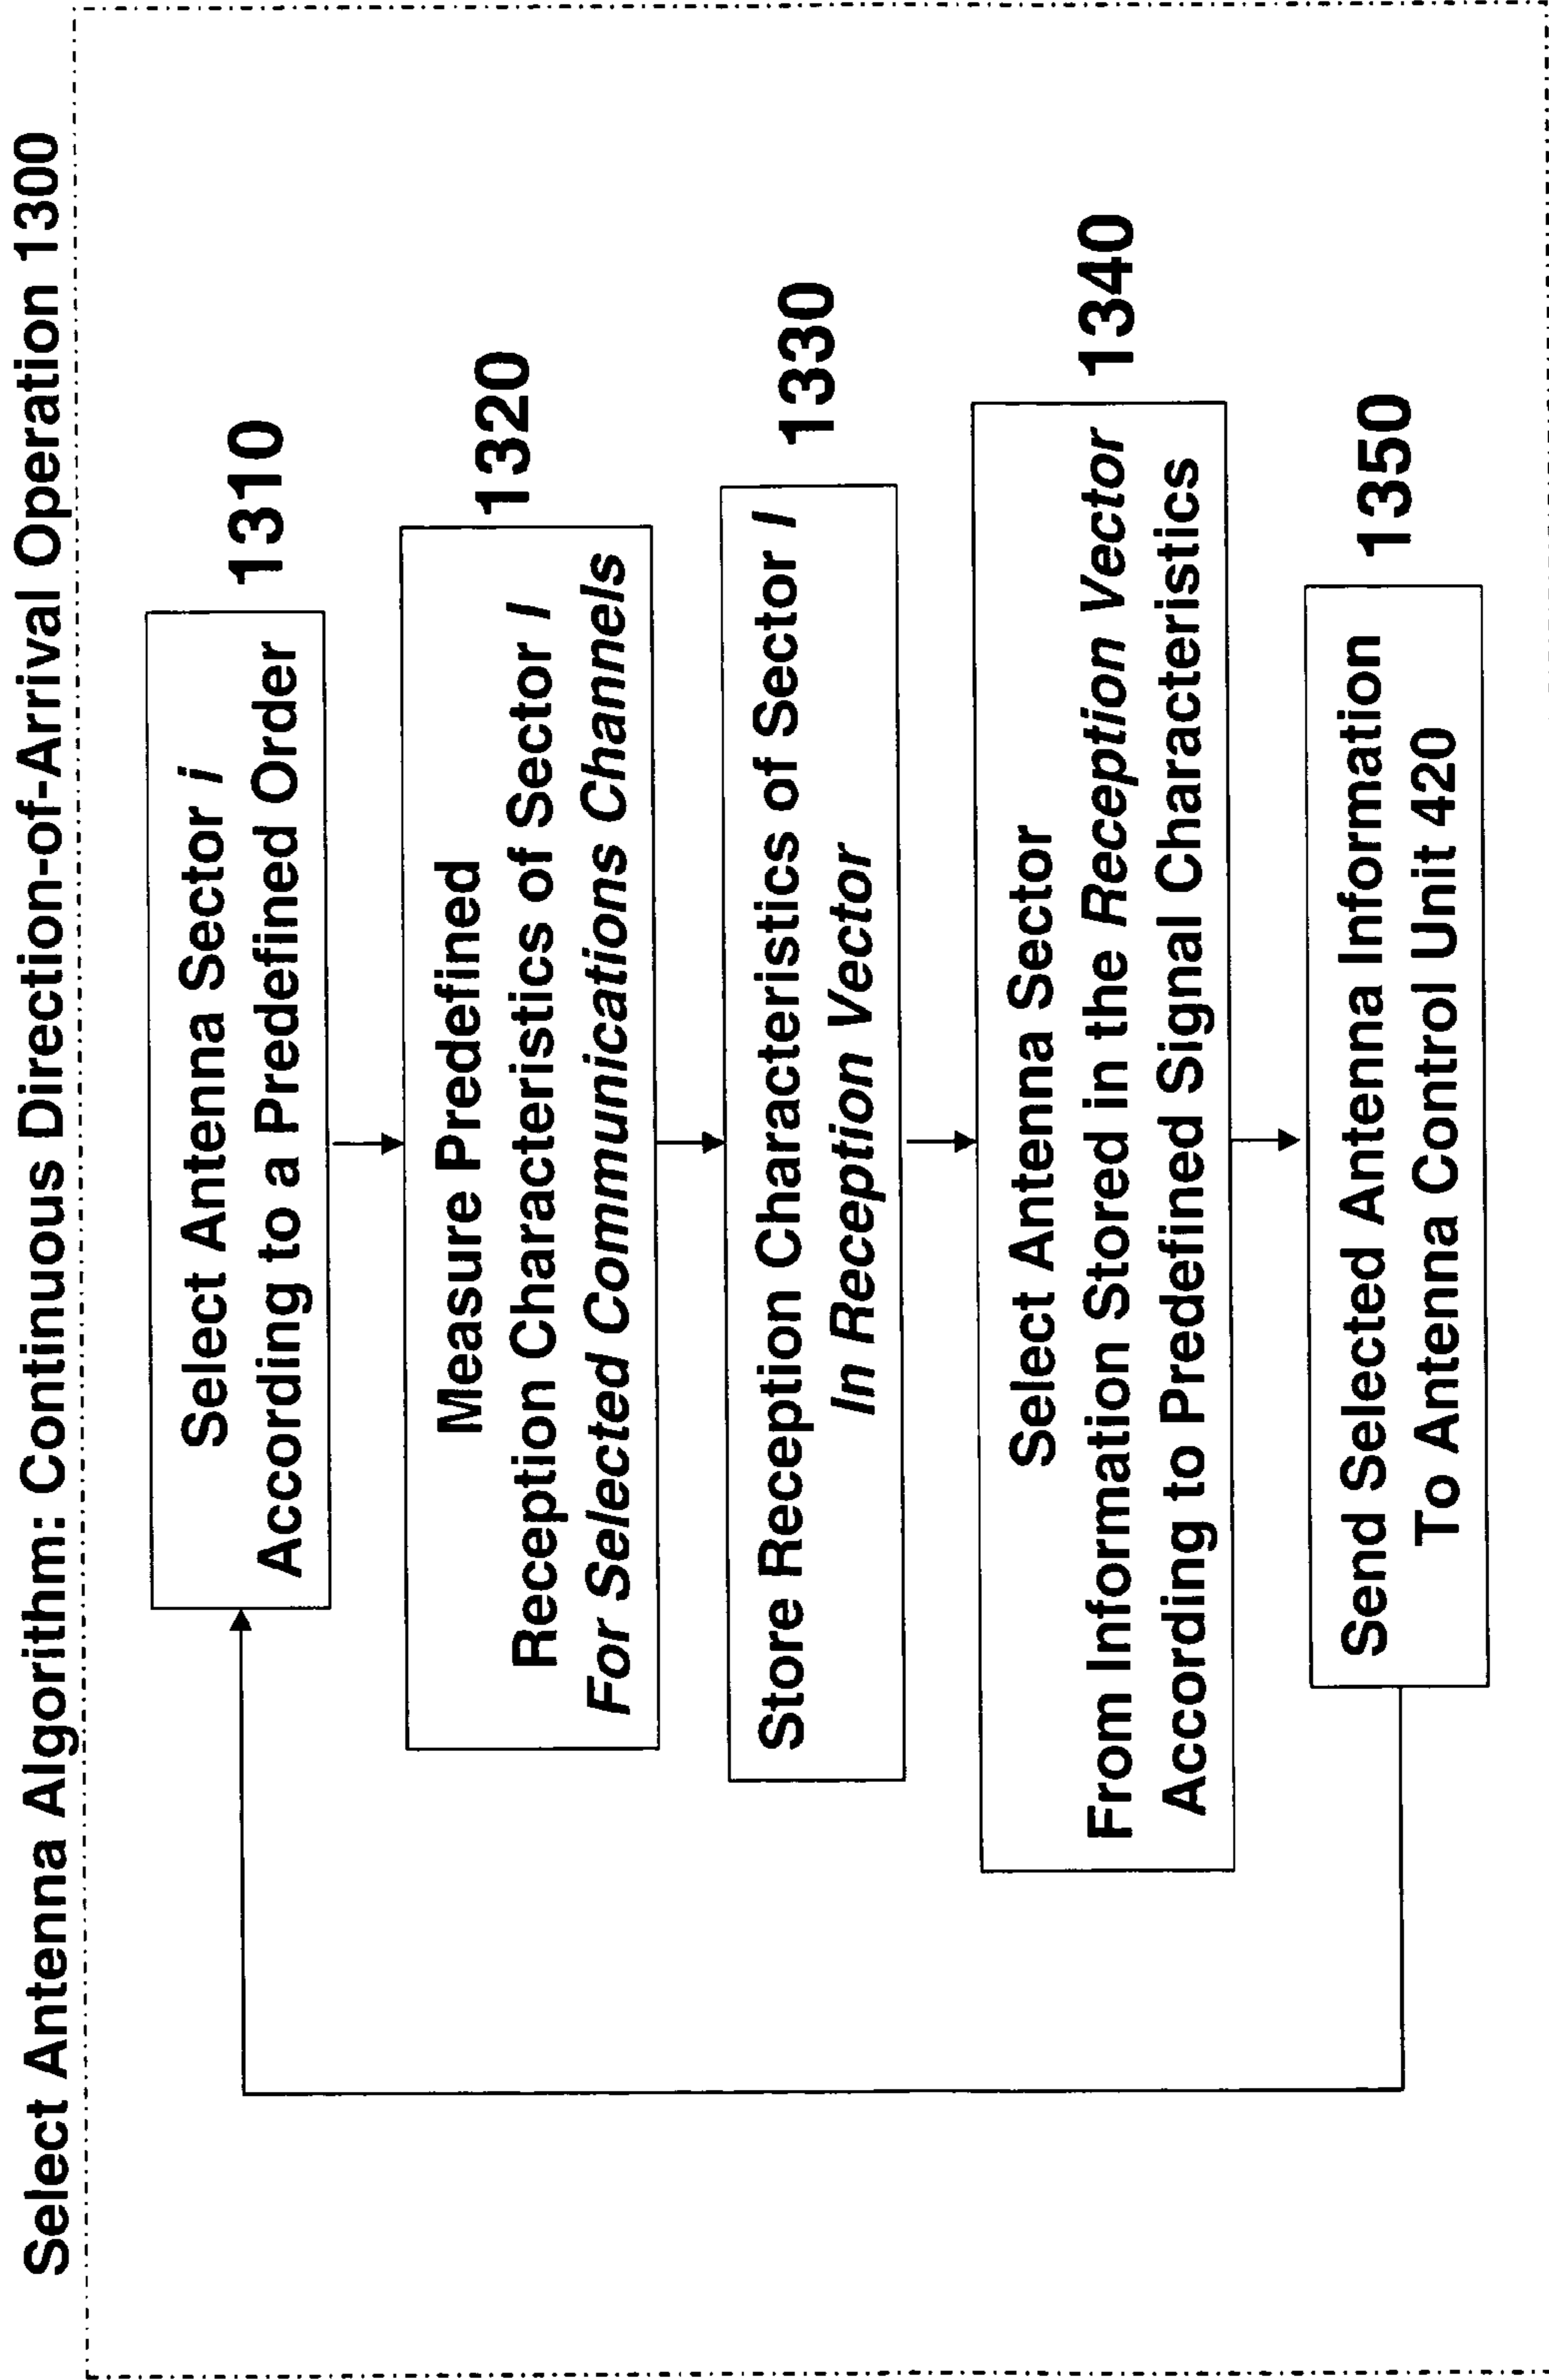 Select Antenna Algorithm: Continuous Direction-of-Arrival Operation 1300
Select Antenna Sector i
According to a Predefined Order
1310
Measure Predefined
Reception Characteristics of Sector I
For Selected Communications Channels
1320
Store Reception Characteristics of Sector I
In Reception Vector
1330
Select Antenna Sector
From Information Stored in the Reception Vector
According to Predefined Signal Characteristics
1340
Send Selected Antenna Information
To Antenna Control Unit 420
1350